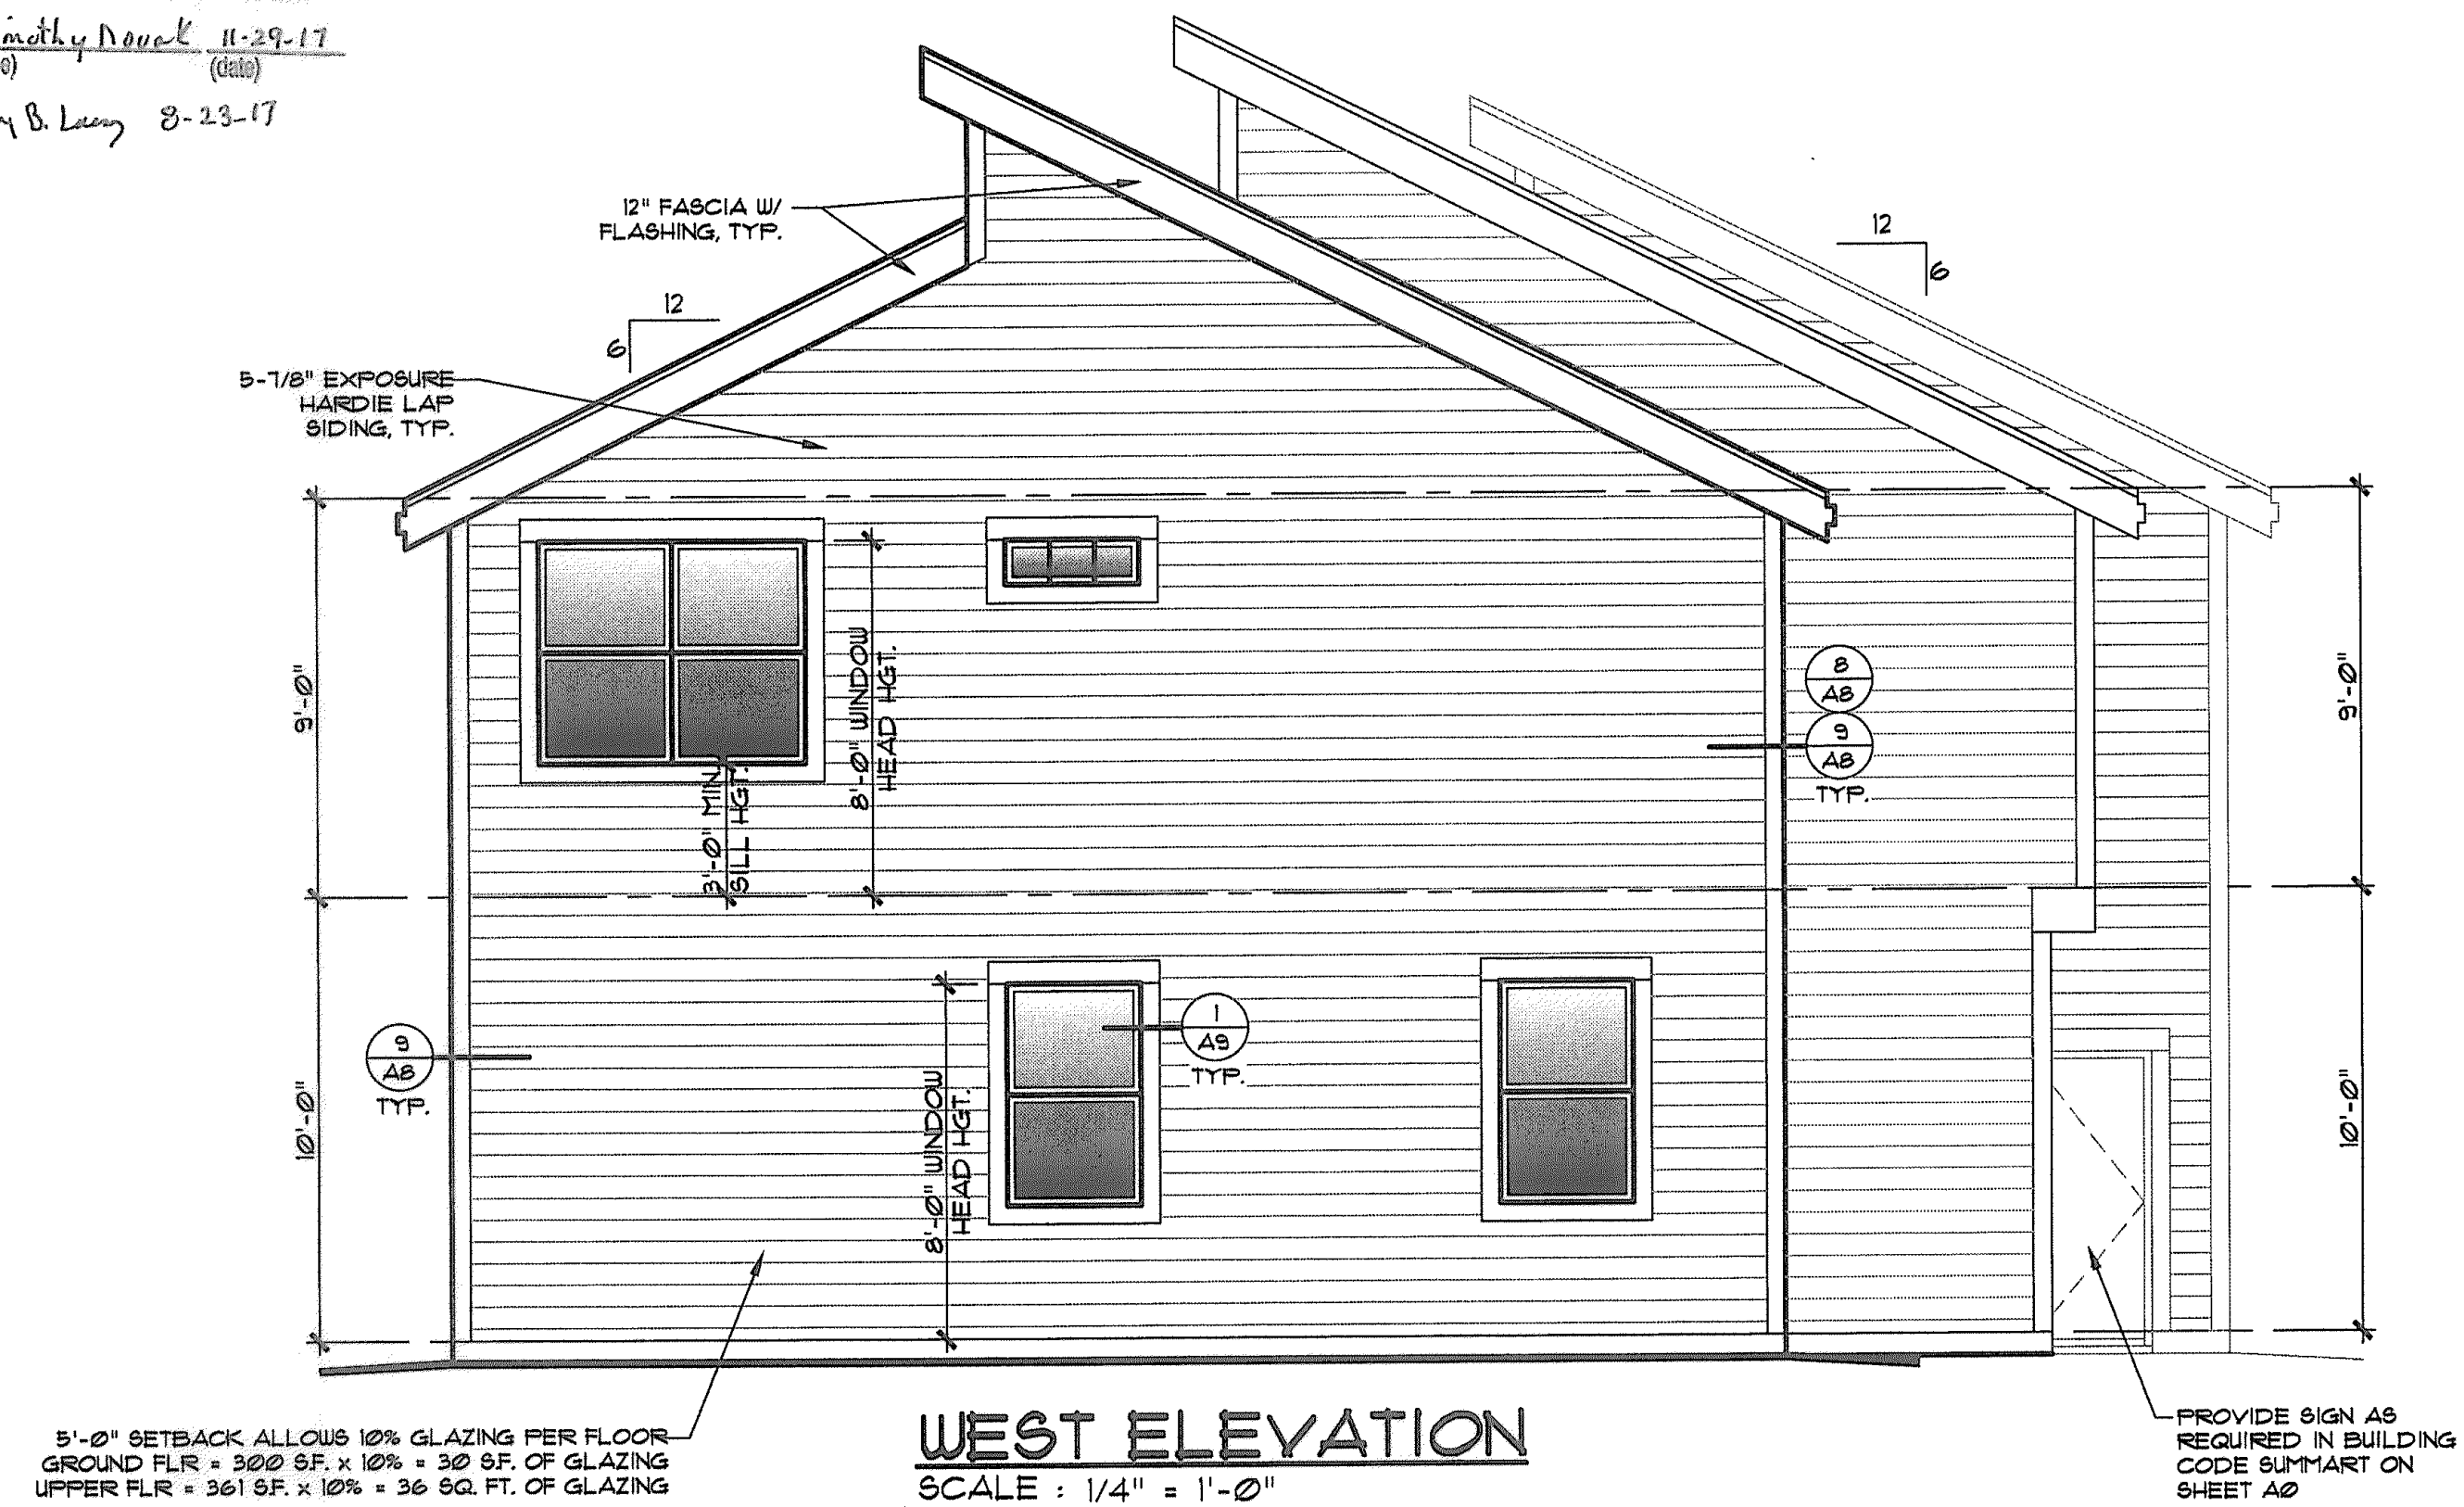 11-29-17
(date)
B. 8-23-17
12" FASCIA W/
FLASHING, TYP.
12
6
12
6
5-7/8" EXPOSURE
HARDIE LAP
SIDING, TYP.
9'-0"
10'-0"
3'-0" MIN.
SILL HGT.
8'-0" WINDOW
HEAD HGT.
8
A8
9
A8
TYP.
9'-0"
10'-0"
9
A8
TYP.
8'-0" WINDOW
HEAD HGT.
1
A9
TYP.
5'-0" SETBACK ALLOWS 10% GLAZING PER FLOOR
GROUND FLR = 300 S.F. x 10% = 30 S.F. OF GLAZING
UPPER FLR = 361 S.F. x 10% = 36 SQ. FT. OF GLAZING
WEST ELEVATION
SCALE : 1/4" = 1'-0"
PROVIDE SIGN AS
REQUIRED IN BUILDING
CODE SUMMART ON
SHEET A0